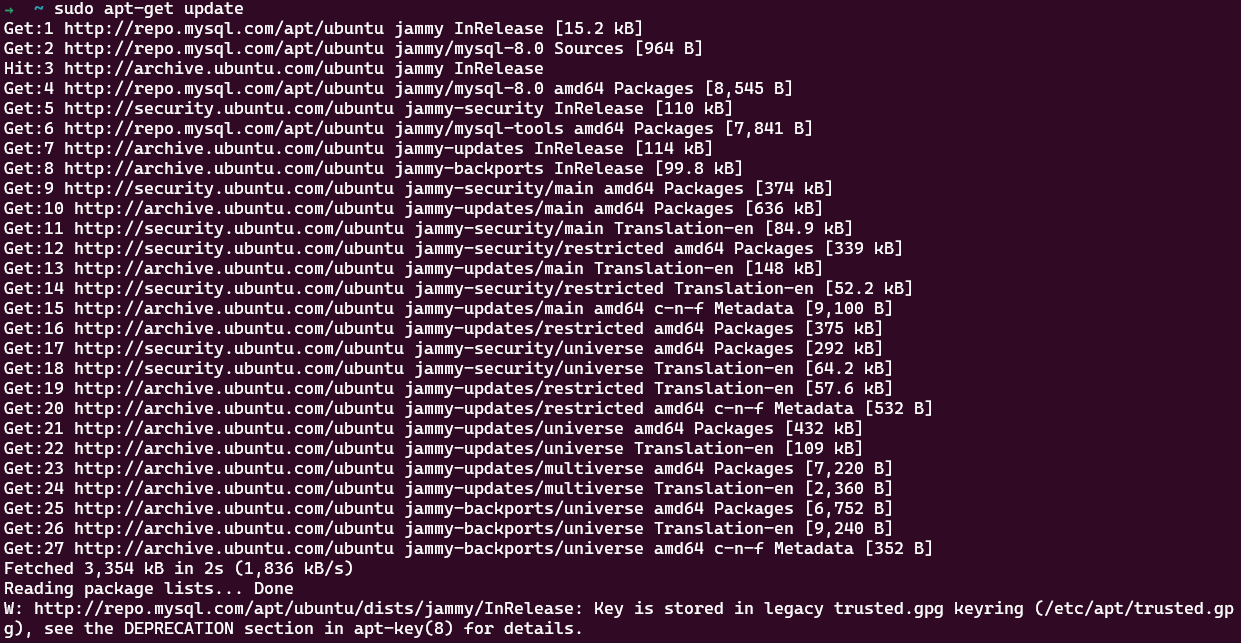 →  ~ sudo apt-get update
Get:1 http://repo.mysql.com/apt/ubuntu jammy InRelease [15.2 kB]
Get:2 http://repo.mysql.com/apt/ubuntu jammy/mysql-8.0 Sources [964 B]
Hit:3 http://archive.ubuntu.com/ubuntu jammy InRelease
Get:4 http://repo.mysql.com/apt/ubuntu jammy/mysql-8.0 amd64 Packages [8,545 B]
Get:5 http://security.ubuntu.com/ubuntu jammy-security InRelease [110 kB]
Get:6 http://repo.mysql.com/apt/ubuntu jammy/mysql-tools amd64 Packages [7,841 B]
Get:7 http://archive.ubuntu.com/ubuntu jammy-updates InRelease [114 kB]
Get:8 http://archive.ubuntu.com/ubuntu jammy-backports InRelease [99.8 kB]
Get:9 http://security.ubuntu.com/ubuntu jammy-security/main amd64 Packages [374 kB]
Get:10 http://archive.ubuntu.com/ubuntu jammy-updates/main amd64 Packages [636 kB]
Get:11 http://security.ubuntu.com/ubuntu jammy-security/main Translation-en [84.9 kB]
Get:12 http://security.ubuntu.com/ubuntu jammy-security/restricted amd64 Packages [339 kB]
Get:13 http://archive.ubuntu.com/ubuntu jammy-updates/main Translation-en [148 kB]
Get:14 http://security.ubuntu.com/ubuntu jammy-security/restricted Translation-en [52.2 kB]
Get:15 http://archive.ubuntu.com/ubuntu jammy-updates/main amd64 c-n-f Metadata [9,100 B]
Get:16 http://archive.ubuntu.com/ubuntu jammy-updates/restricted amd64 Packages [375 kB]
Get:17 http://security.ubuntu.com/ubuntu jammy-security/universe amd64 Packages [292 kB]
Get:18 http://security.ubuntu.com/ubuntu jammy-security/universe Translation-en [64.2 kB]
Get:19 http://archive.ubuntu.com/ubuntu jammy-updates/restricted Translation-en [57.6 kB]
Get:20 http://archive.ubuntu.com/ubuntu jammy-updates/restricted amd64 c-n-f Metadata [532 B]
Get:21 http://archive.ubuntu.com/ubuntu jammy-updates/universe amd64 Packages [432 kB]
Get:22 http://archive.ubuntu.com/ubuntu jammy-updates/universe Translation-en [109 kB]
Get:23 http://archive.ubuntu.com/ubuntu jammy-updates/multiverse amd64 Packages [7,220 B]
Get:24 http://archive.ubuntu.com/ubuntu jammy-updates/multiverse Translation-en [2,360 B]
Get:25 http://archive.ubuntu.com/ubuntu jammy-backports/universe amd64 Packages [6,752 B]
Get:26 http://archive.ubuntu.com/ubuntu jammy-backports/universe Translation-en [9,240 B]
Get:27 http://archive.ubuntu.com/ubuntu jammy-backports/universe amd64 c-n-f Metadata [352 B]
Fetched 3,354 kB in 2s (1,836 kB/s)
Reading package lists... Done
W: http://repo.mysql.com/apt/ubuntu/dists/jammy/InRelease: Key is stored in legacy trusted.gpg keyring (/etc/apt/trusted.gp
g), see the DEPRECATION section in apt-key(8) for details.